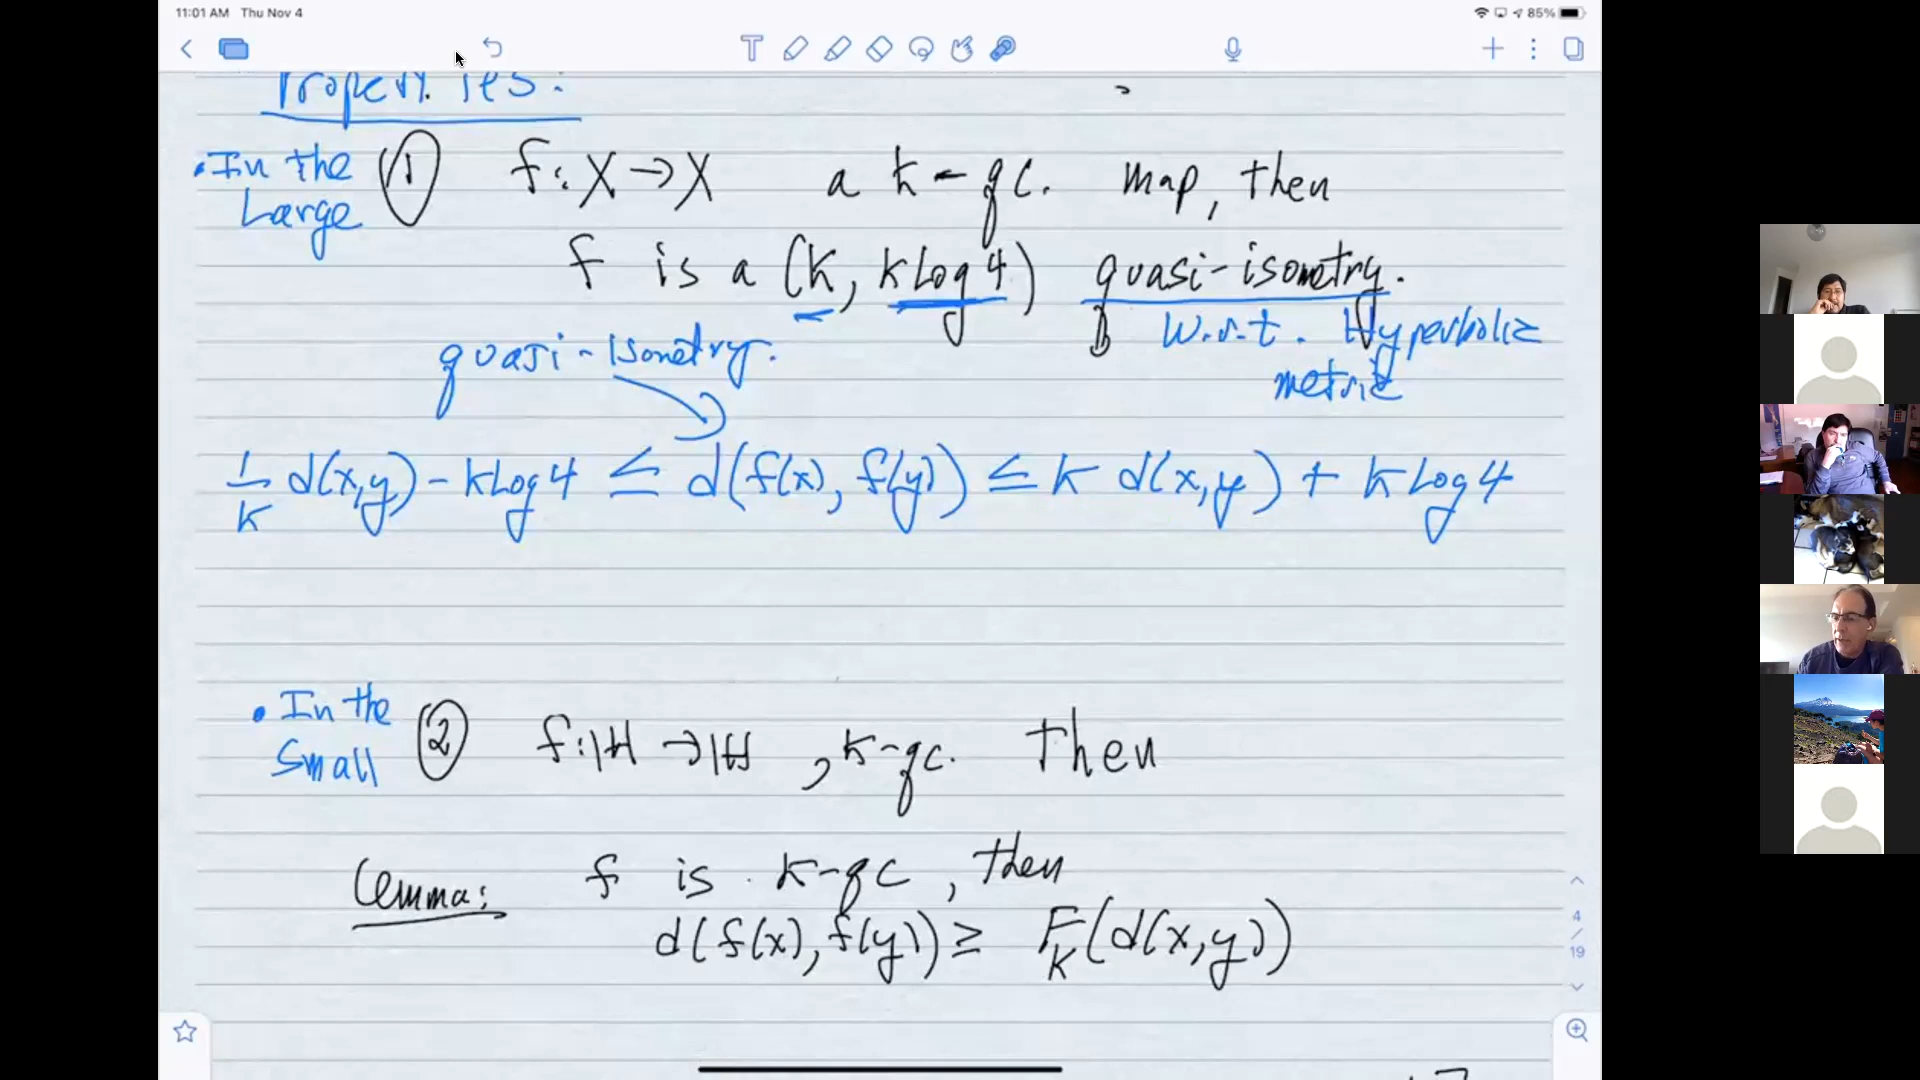 11:01 AM Thu Nov 4
85%
T
Properties:
• In the Large ① f: X → X a K-qc. map, then
f is a (K, K Log 4) quasi-isometry.
w.r.t. Hyperbolic
metric
quasi-isometry.
1/K d(x,y) - K Log 4 ≤ d(f(x), f(y)) ≤ K d(x,y) + K Log 4
• In the Small ② f: ℍ → ℍ, K-qc. Then
Lemma: f is K-qc, then
d(f(x), f(y)) ≥ F_K(d(x,y))
4
/
19